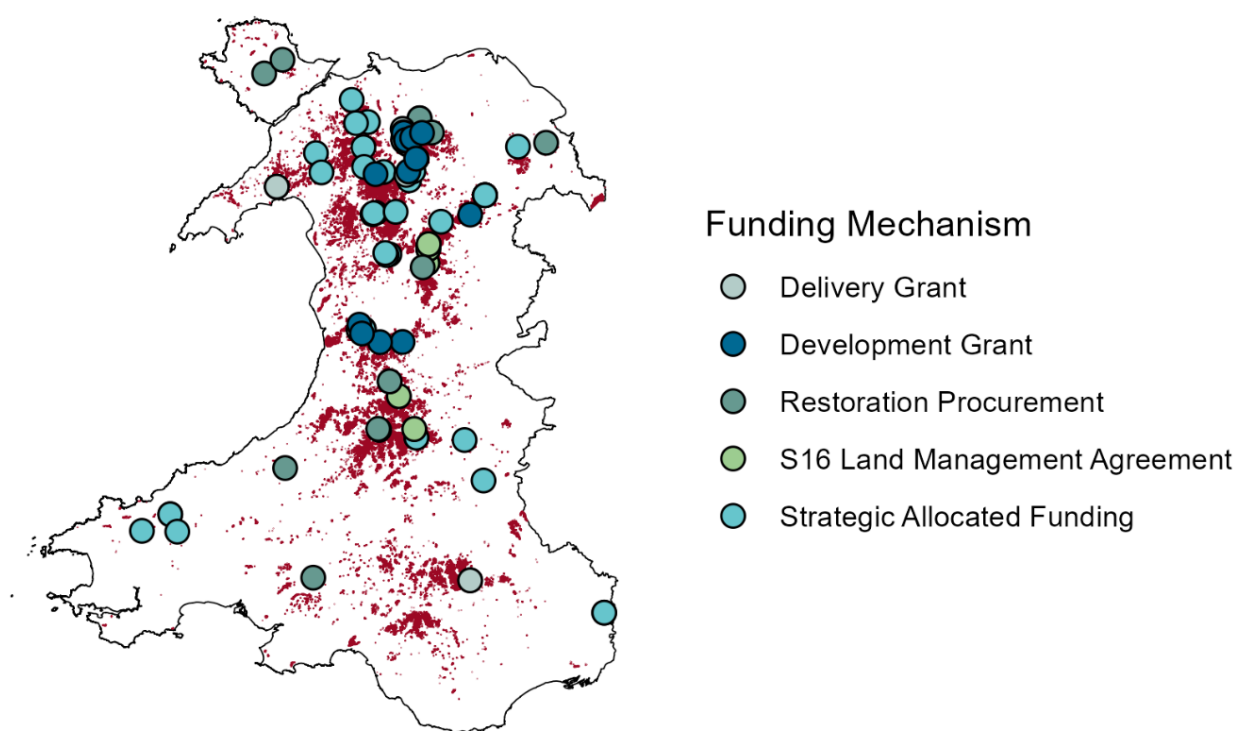 Funding Mechanism
Delivery Grant
Development Grant
Restoration Procurement
S16 Land Management Agreement
Strategic Allocated Funding